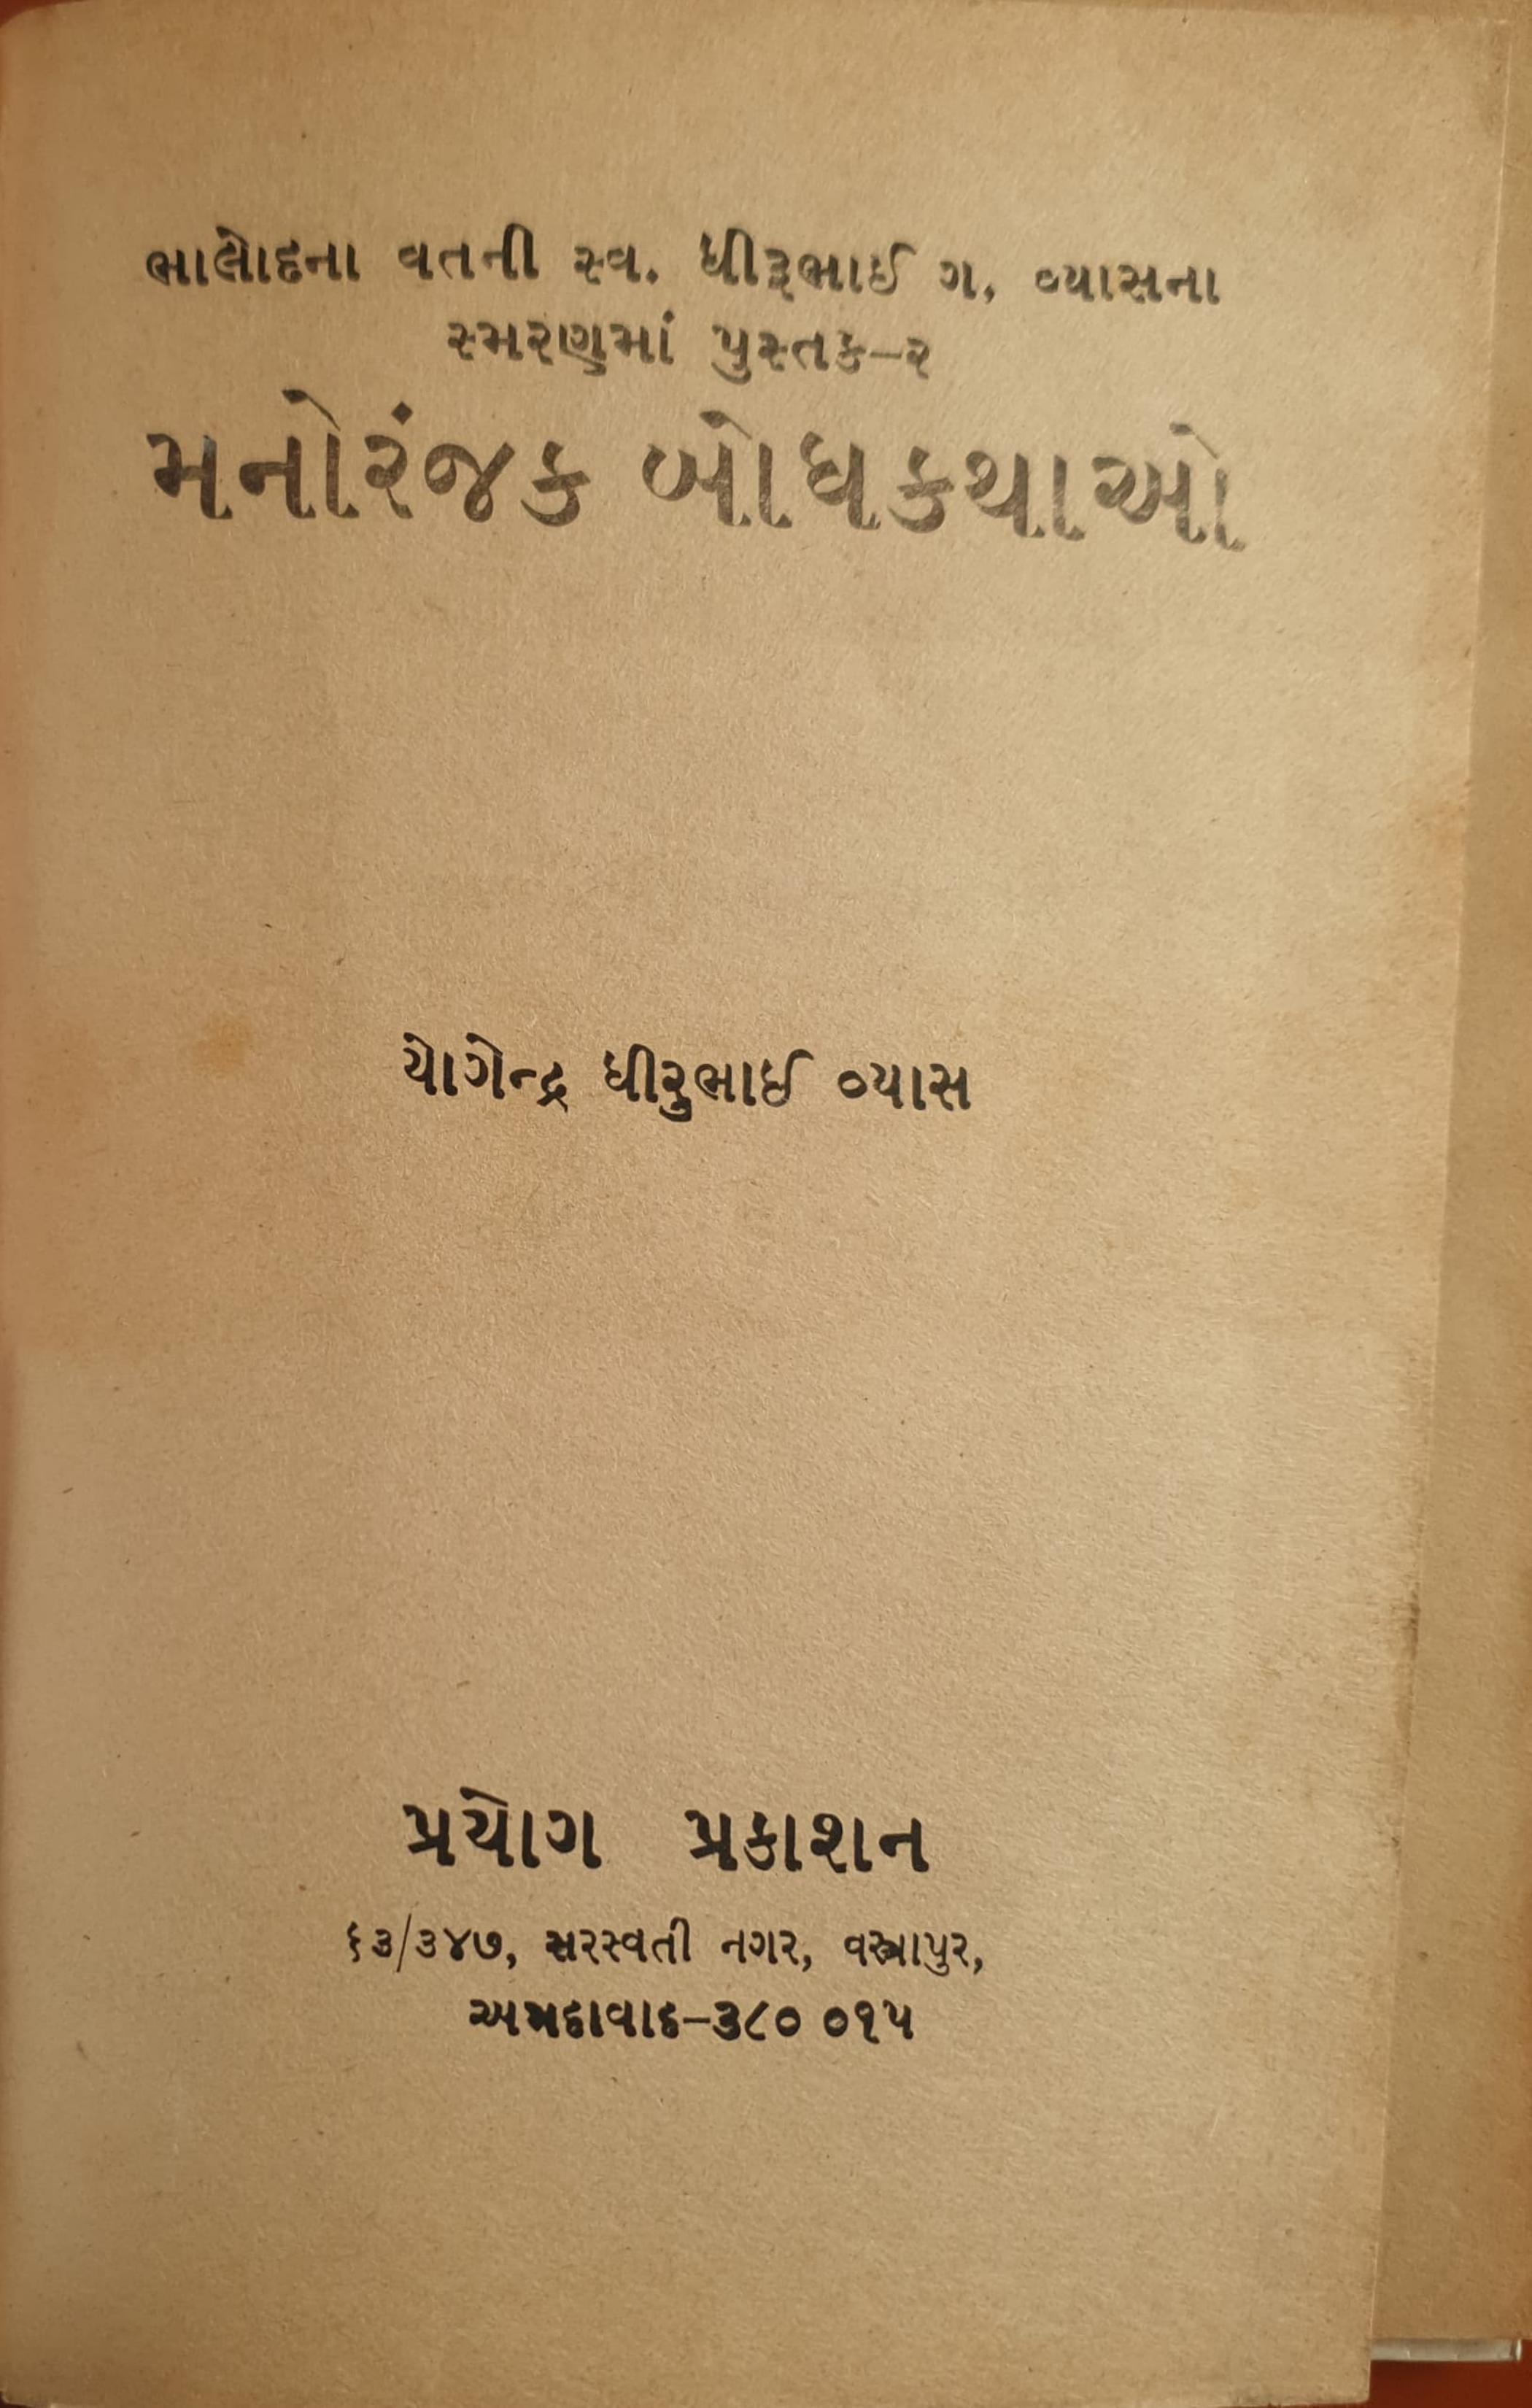 ભાલોદના વતની સ્વ. ધીરૂભાઈ ગ. વ્યાસના
સ્મરણમાં પુસ્તક–૨
મનોરંજક બોધકથાઓ
યોગેન્દ્ર ધીરુભાઈ વ્યાસ
પ્રયોગ પ્રકાશન
૬૩/૩૪૭, સરસ્વતી નગર, વસ્ત્રાપુર,
અમદાવાદ–૩૮૦ ૦૧૫